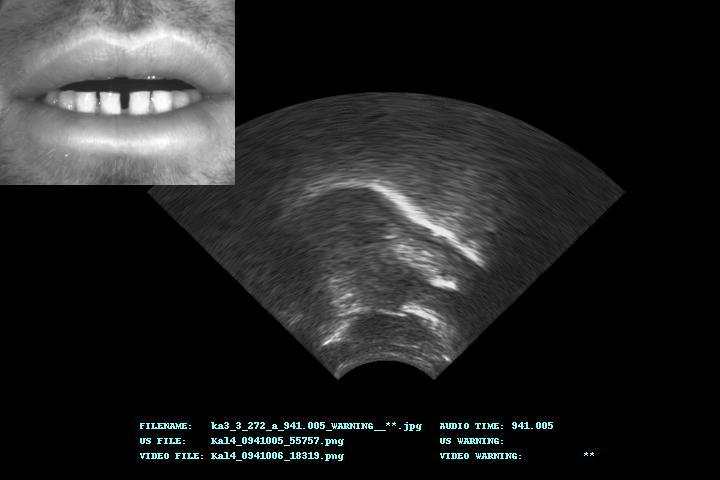 FILENAME: ka3_3_272_a_941.005_WARNING__**.jpg AUDIO TIME: 941.005
US FILE: Kal4_0941005_55757.png US WARNING:
VIDEO FILE: Kal4_0941006_18319.png VIDEO WARNING: **